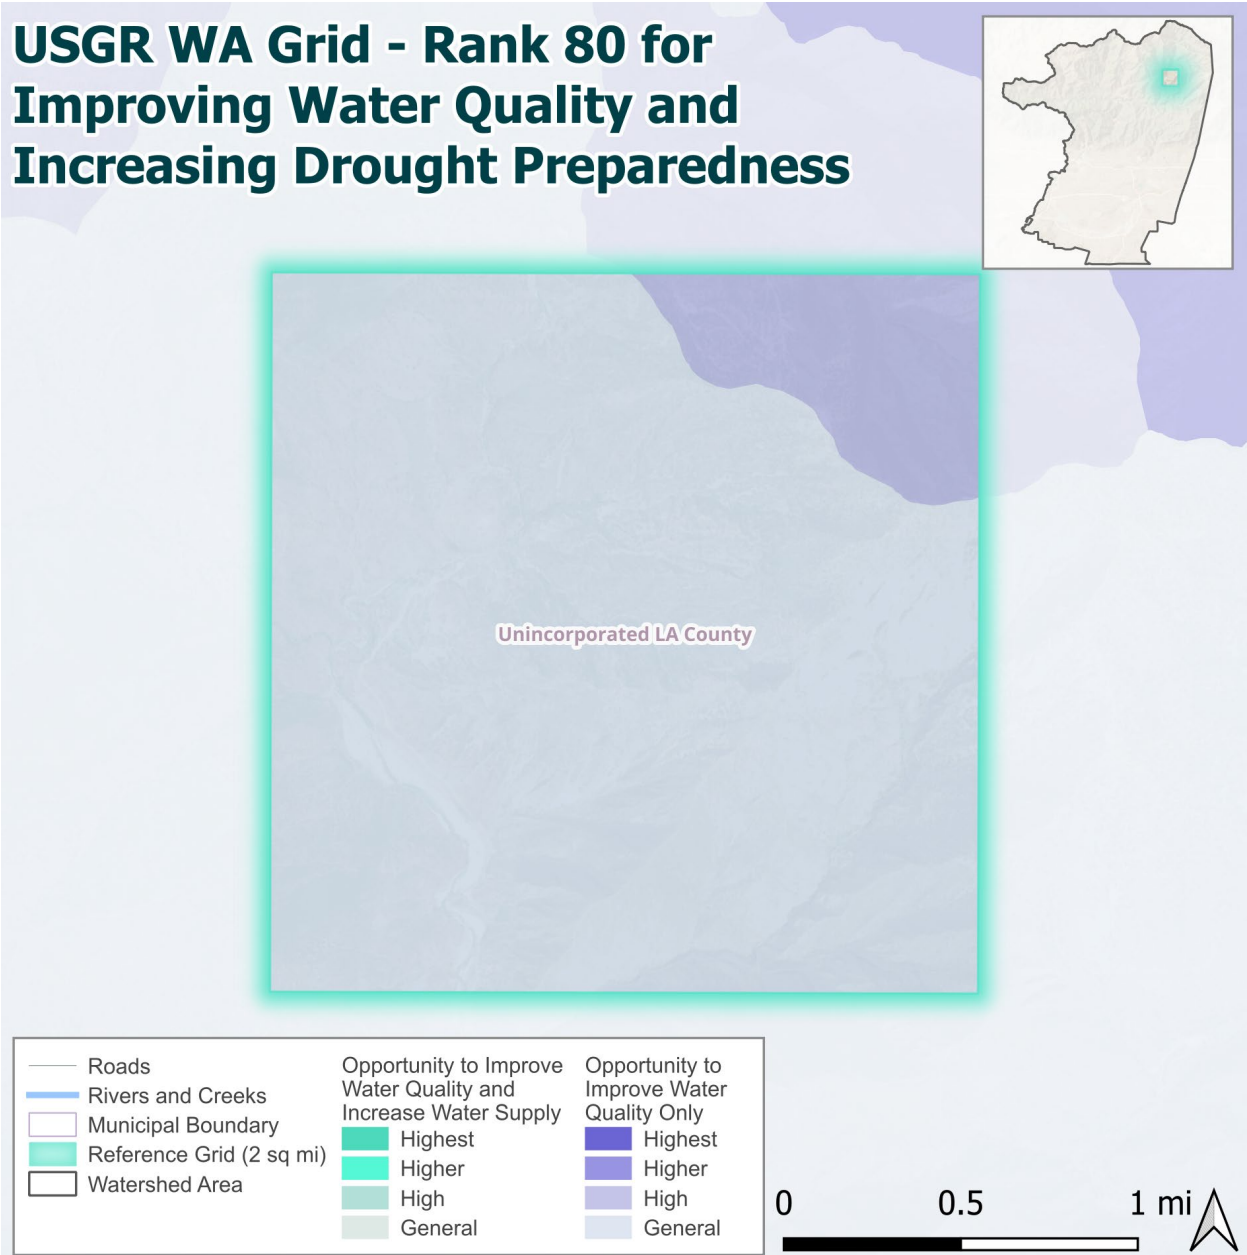 USGR WA Grid - Rank 80 for
Improving Water Quality and
Increasing Drought Preparedness
Unincorporated LA County
Roads
Rivers and Creeks
Municipal Boundary
Reference Grid (2 sq mi)
Watershed Area
Opportunity to Improve
Water Quality and
Increase Water Supply
Highest
Higher
High
General
Opportunity to
Improve Water
Quality Only
Highest
Higher
High
General
0 0.5 1 mi